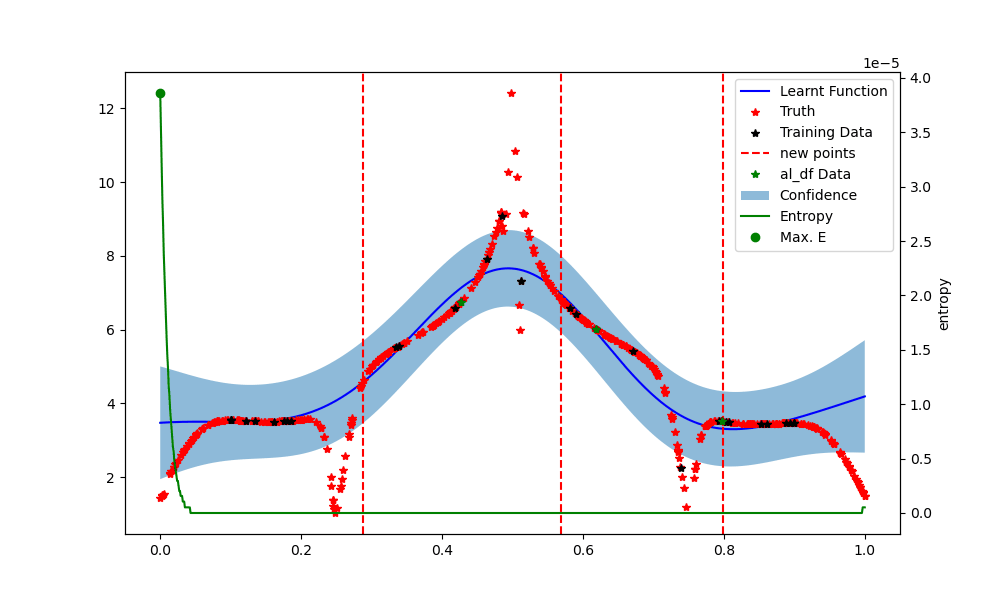 1e−5
12
10
8
6
4
2
4.0
3.5
3.0
2.5
2.0
1.5
1.0
0.5
0.0
entropy
0.0
0.2
0.4
0.6
0.8
1.0
Learnt Function
Truth
Training Data
new points
al_df Data
Confidence
Entropy
Max. E